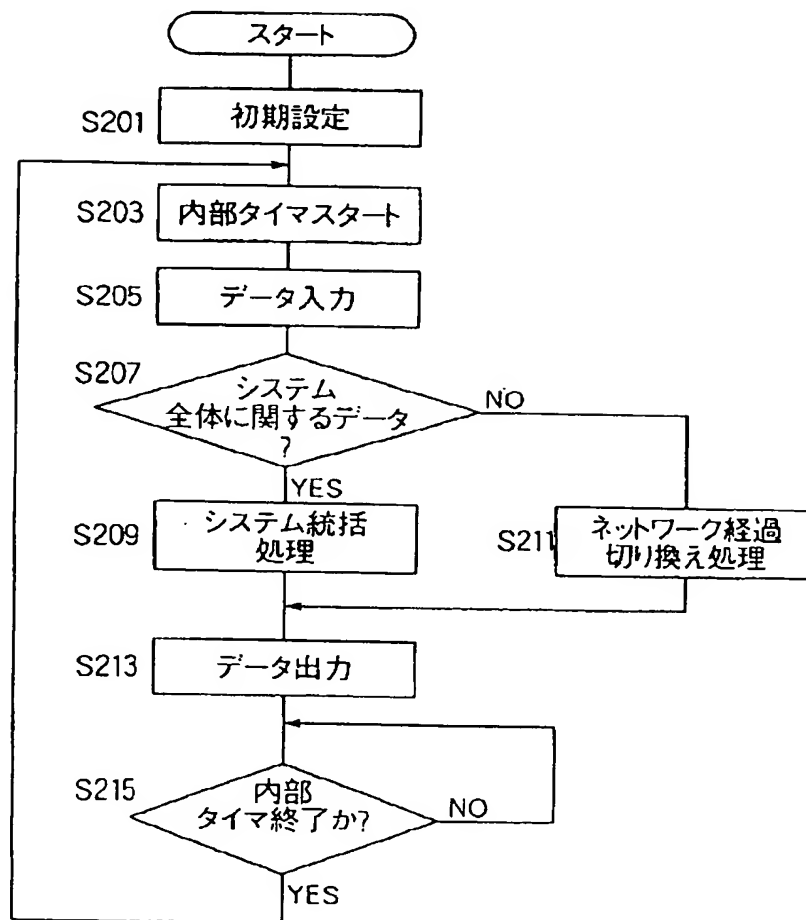 スタート
S201
初期設定
S203
内部タイマスタート
S205
データ入力
S207
システム
全体に関するデータ
?
NO
YES
S209
システム統括
処理
S211
ネットワーク経過
切り換え処理
S213
データ出力
S215
内部
タイマ終了か?
NO
YES